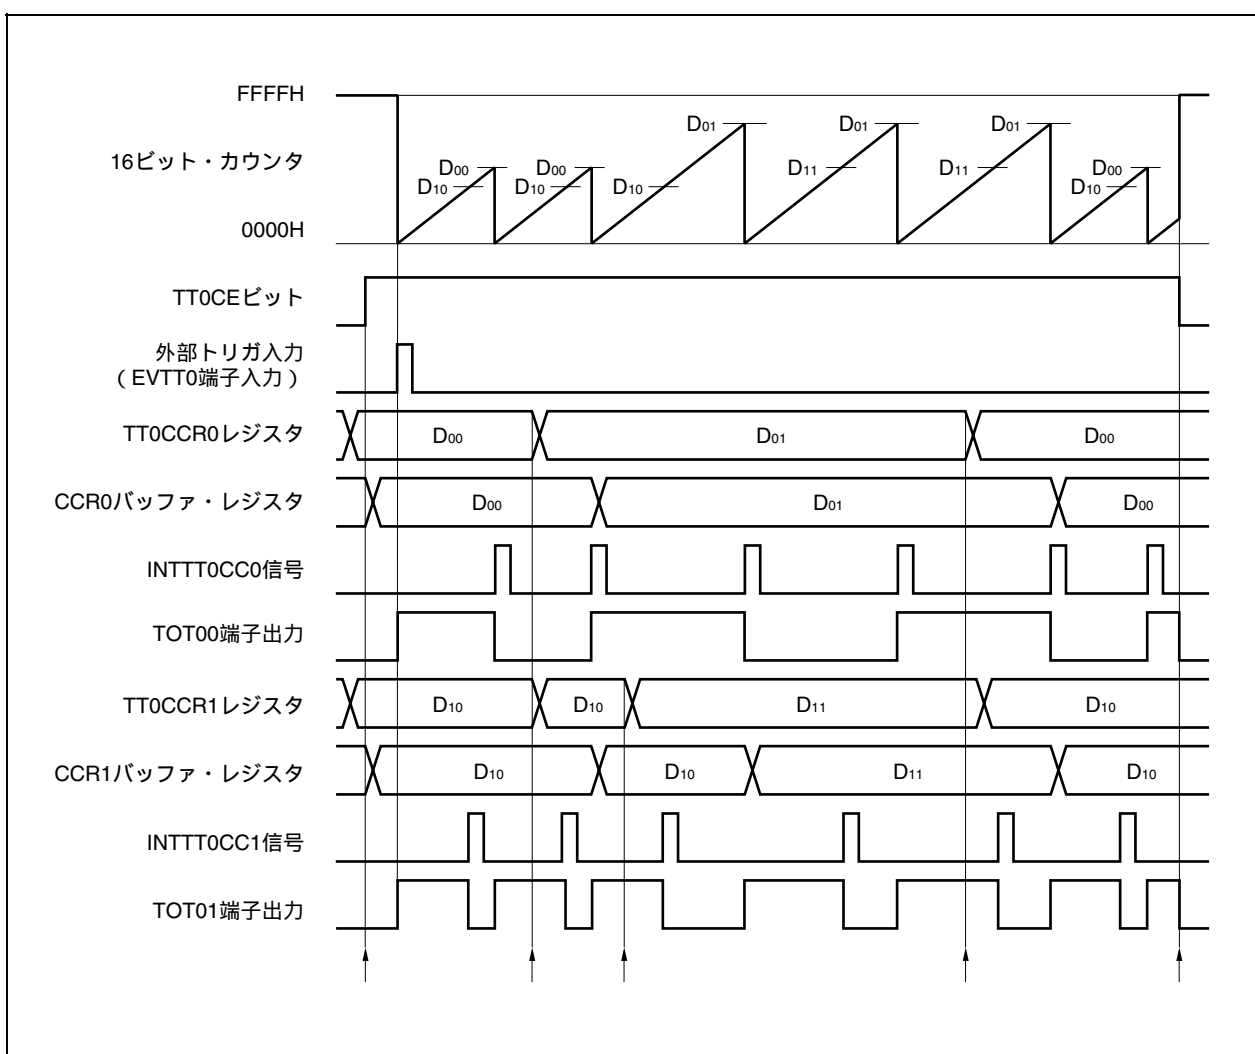 FFFFH
D01 D01 D01
16ビット・カウンタ
D00 D00 D11 D11 D00
D10 D10 D10 D10
0000H
TT0CEビット
外部トリガ入力
（EVTT0端子入力）
TT0CCR0レジスタ D00 D01 D00
CCR0バッファ・レジスタ D00 D01 D00
INTTT0CC0信号
TOT00端子出力
TT0CCR1レジスタ D10 D10 D11 D10
CCR1バッファ・レジスタ D10 D10 D11 D10
INTTT0CC1信号
TOT01端子出力